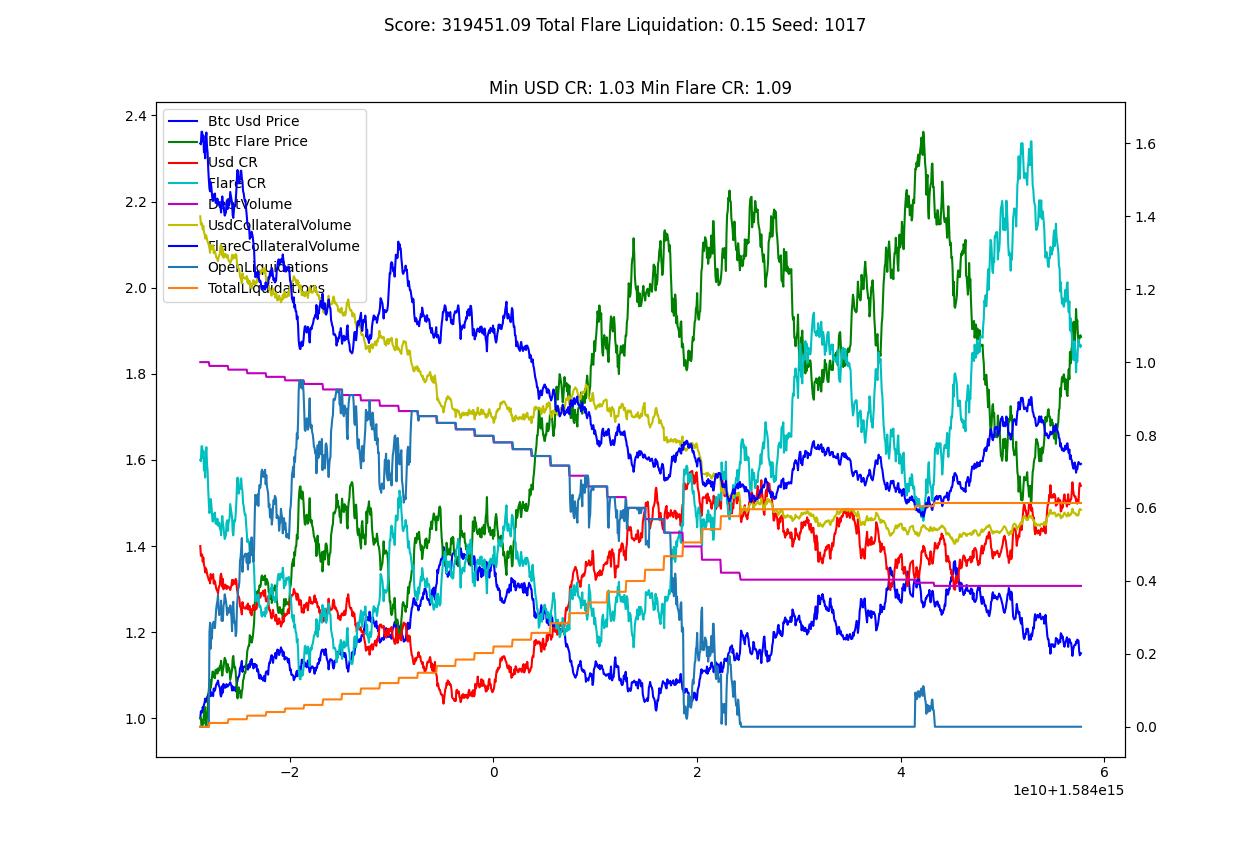 Score: 319451.09 Total Flare Liquidation: 0.15 Seed: 1017
Min USD CR: 1.03 Min Flare CR: 1.09
Btc Usd Price
Btc Flare Price
Usd CR
Flare CR
DebtVolume
UsdCollateralVolume
FlareCollateralVolume
OpenLiquidations
TotalLiquidations
2.4
2.2
2.0
1.8
1.6
1.4
1.2
1.0
1.6
1.4
1.2
1.0
0.8
0.6
0.4
0.2
0.0
−2
0
2
4
6
1e10+1.584e15